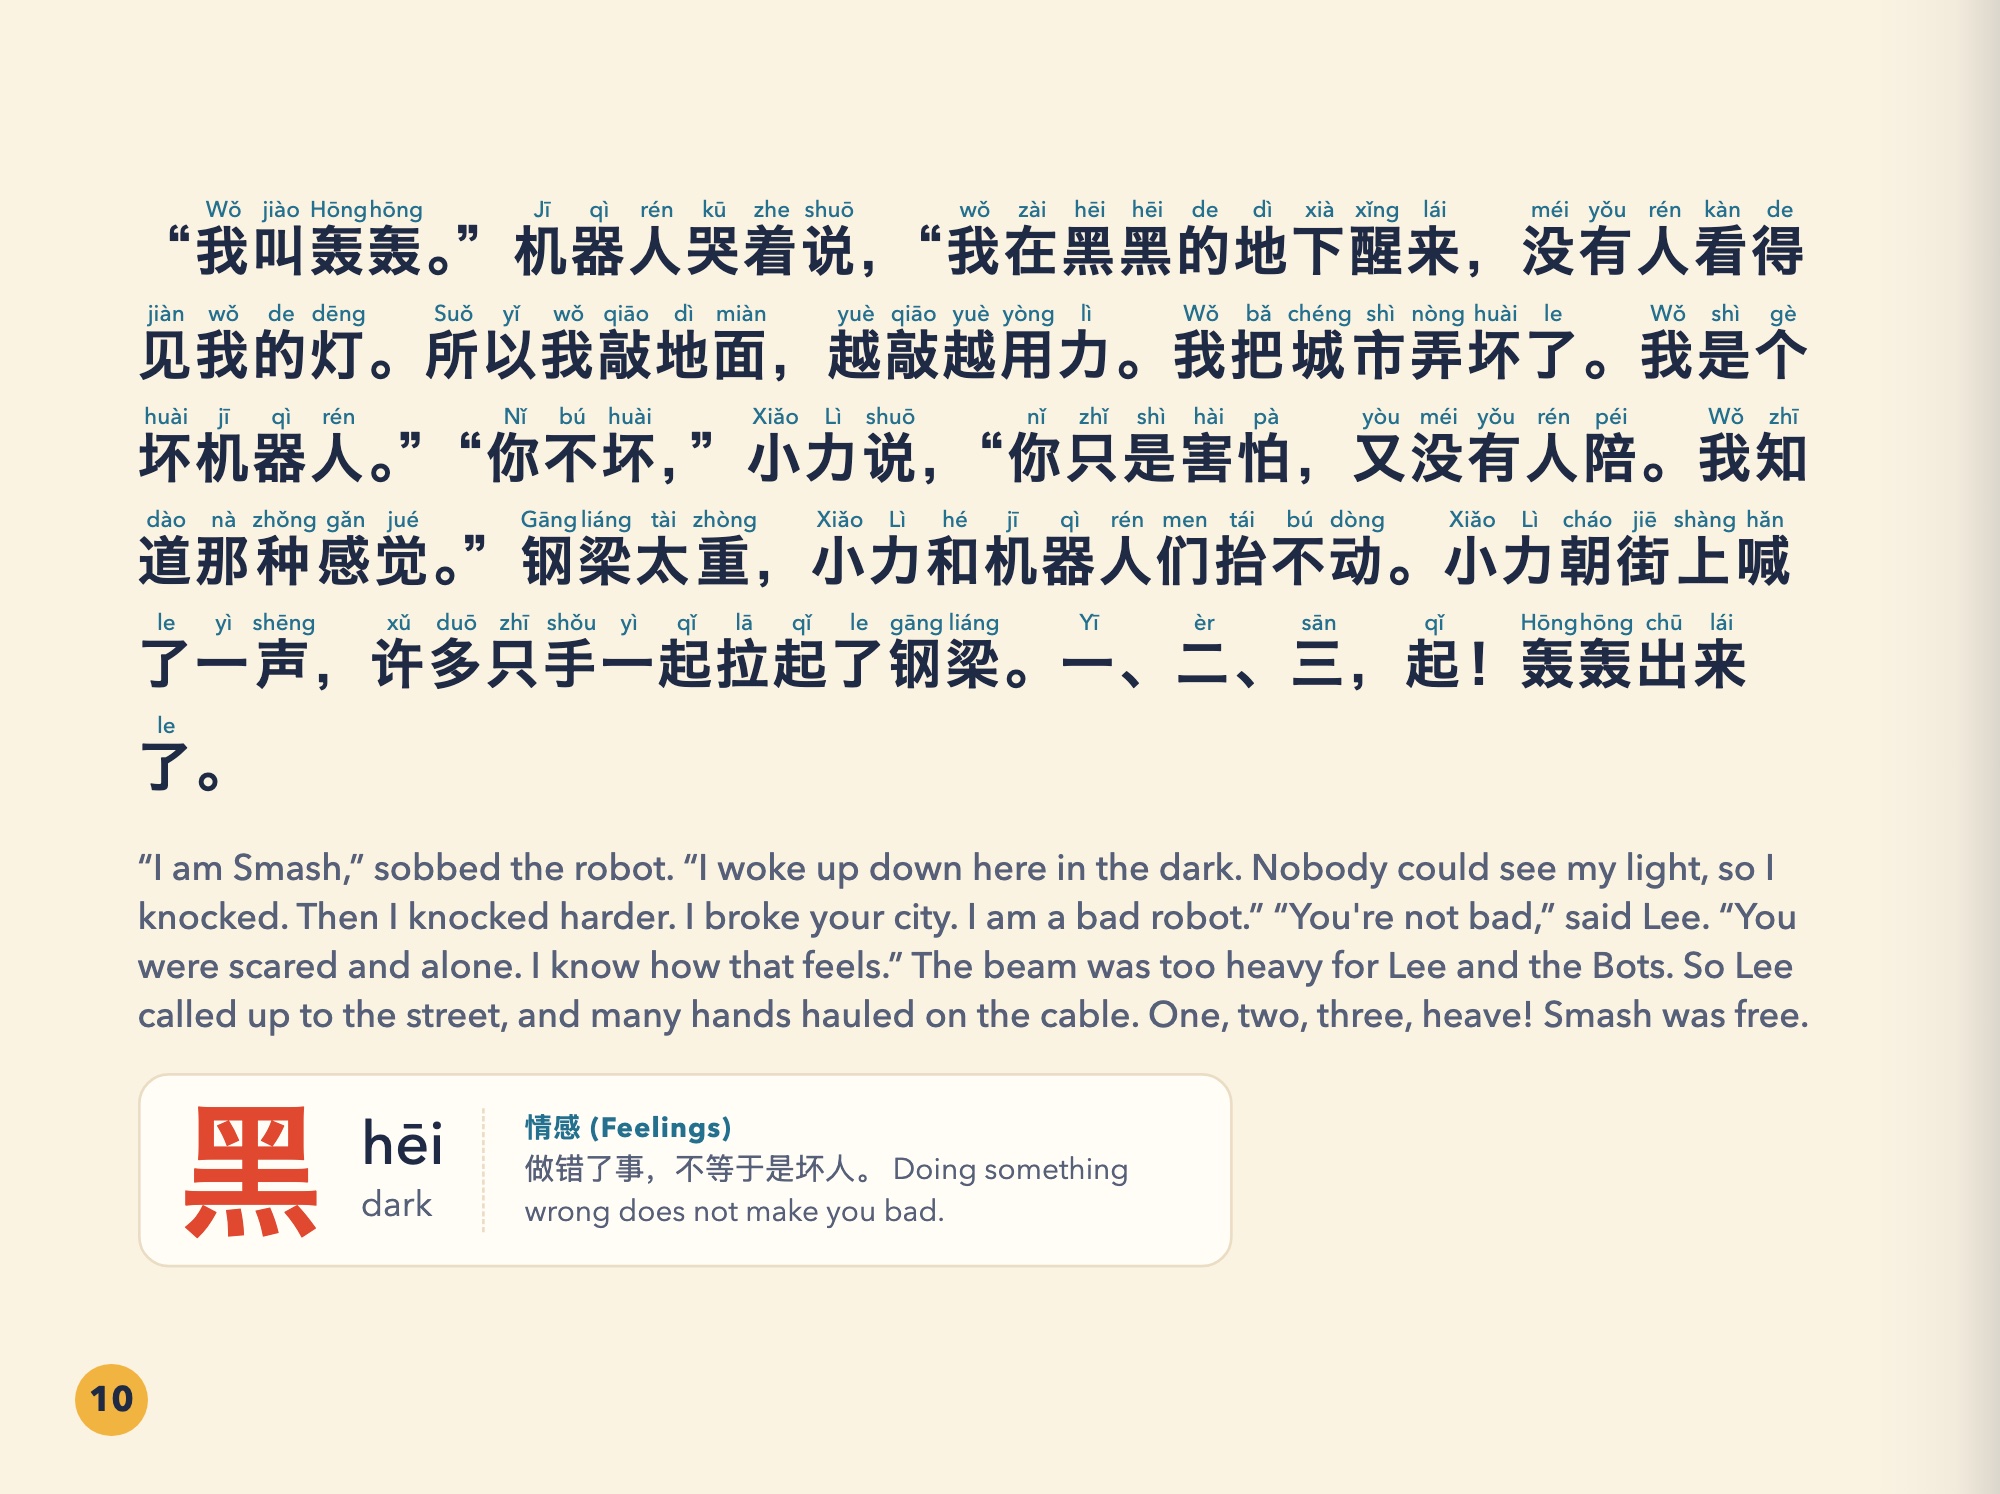 Wǒ jiào Hōng hōng Jī qì rén kū zhe shuō wǒ zài hēi hēi de dì xià xǐng lái méi yǒu rén kàn de
“我叫轰轰。” 机器人哭着说，“我在黑黑的地下醒来，没有人看得
jiàn wǒ de dēng Suǒ yǐ wǒ qiāo dì miàn yuè qiāo yuè yòng lì Wǒ bǎ chéng shì nòng huài le Wǒ shì gè
见我的灯。所以我敲地面，越敲越用力。我把城市弄坏了。我是个
huài jī qì rén Nǐ bú huài Xiǎo Lì shuō nǐ zhǐ shì hài pà yòu méi yǒu rén péi Wǒ zhī
坏机器人。”“你不坏，”小力说，“你只是害怕，又没有人陪。我知
dào nà zhǒng gǎn jué Gāng liáng tài zhòng Xiǎo Lì hé jī qì rén men tái bú dòng Xiǎo Lì cháo jiē shàng hǎn
道那种感觉。” 钢梁太重，小力和机器人们抬不动。小力朝街上喊
le yì shēng xǔ duō zhī shǒu yì qǐ lā qǐ le gāng liáng Yī èr sān qǐ Hōng hōng chū lái
了一声，许多只手一起拉起了钢梁。一、二、三，起！轰轰出来
le
了。
“I am Smash,” sobbed the robot. “I woke up down here in the dark. Nobody could see my light, so I
knocked. Then I knocked harder. I broke your city. I am a bad robot.” “You're not bad,” said Lee. “You
were scared and alone. I know how that feels.” The beam was too heavy for Lee and the Bots. So Lee
called up to the street, and many hands hauled on the cable. One, two, three, heave! Smash was free.
黑
hēi
dark
情感 (Feelings)
做错了事，不等于是坏人。 Doing something
wrong does not make you bad.
10